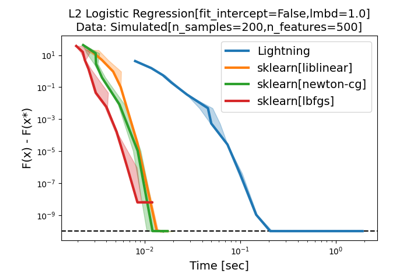 L2 Logistic Regression[fit_intercept=False,lmbd=1.0]
Data: Simulated[n_samples=200,n_features=500]
F(x) - F(x*)
10¹
10⁻¹
10⁻³
10⁻⁵
10⁻⁷
10⁻⁹
Lightning
sklearn[liblinear]
sklearn[newton-cg]
sklearn[lbfgs]
10⁻² 10⁻¹ 10⁰
Time [sec]